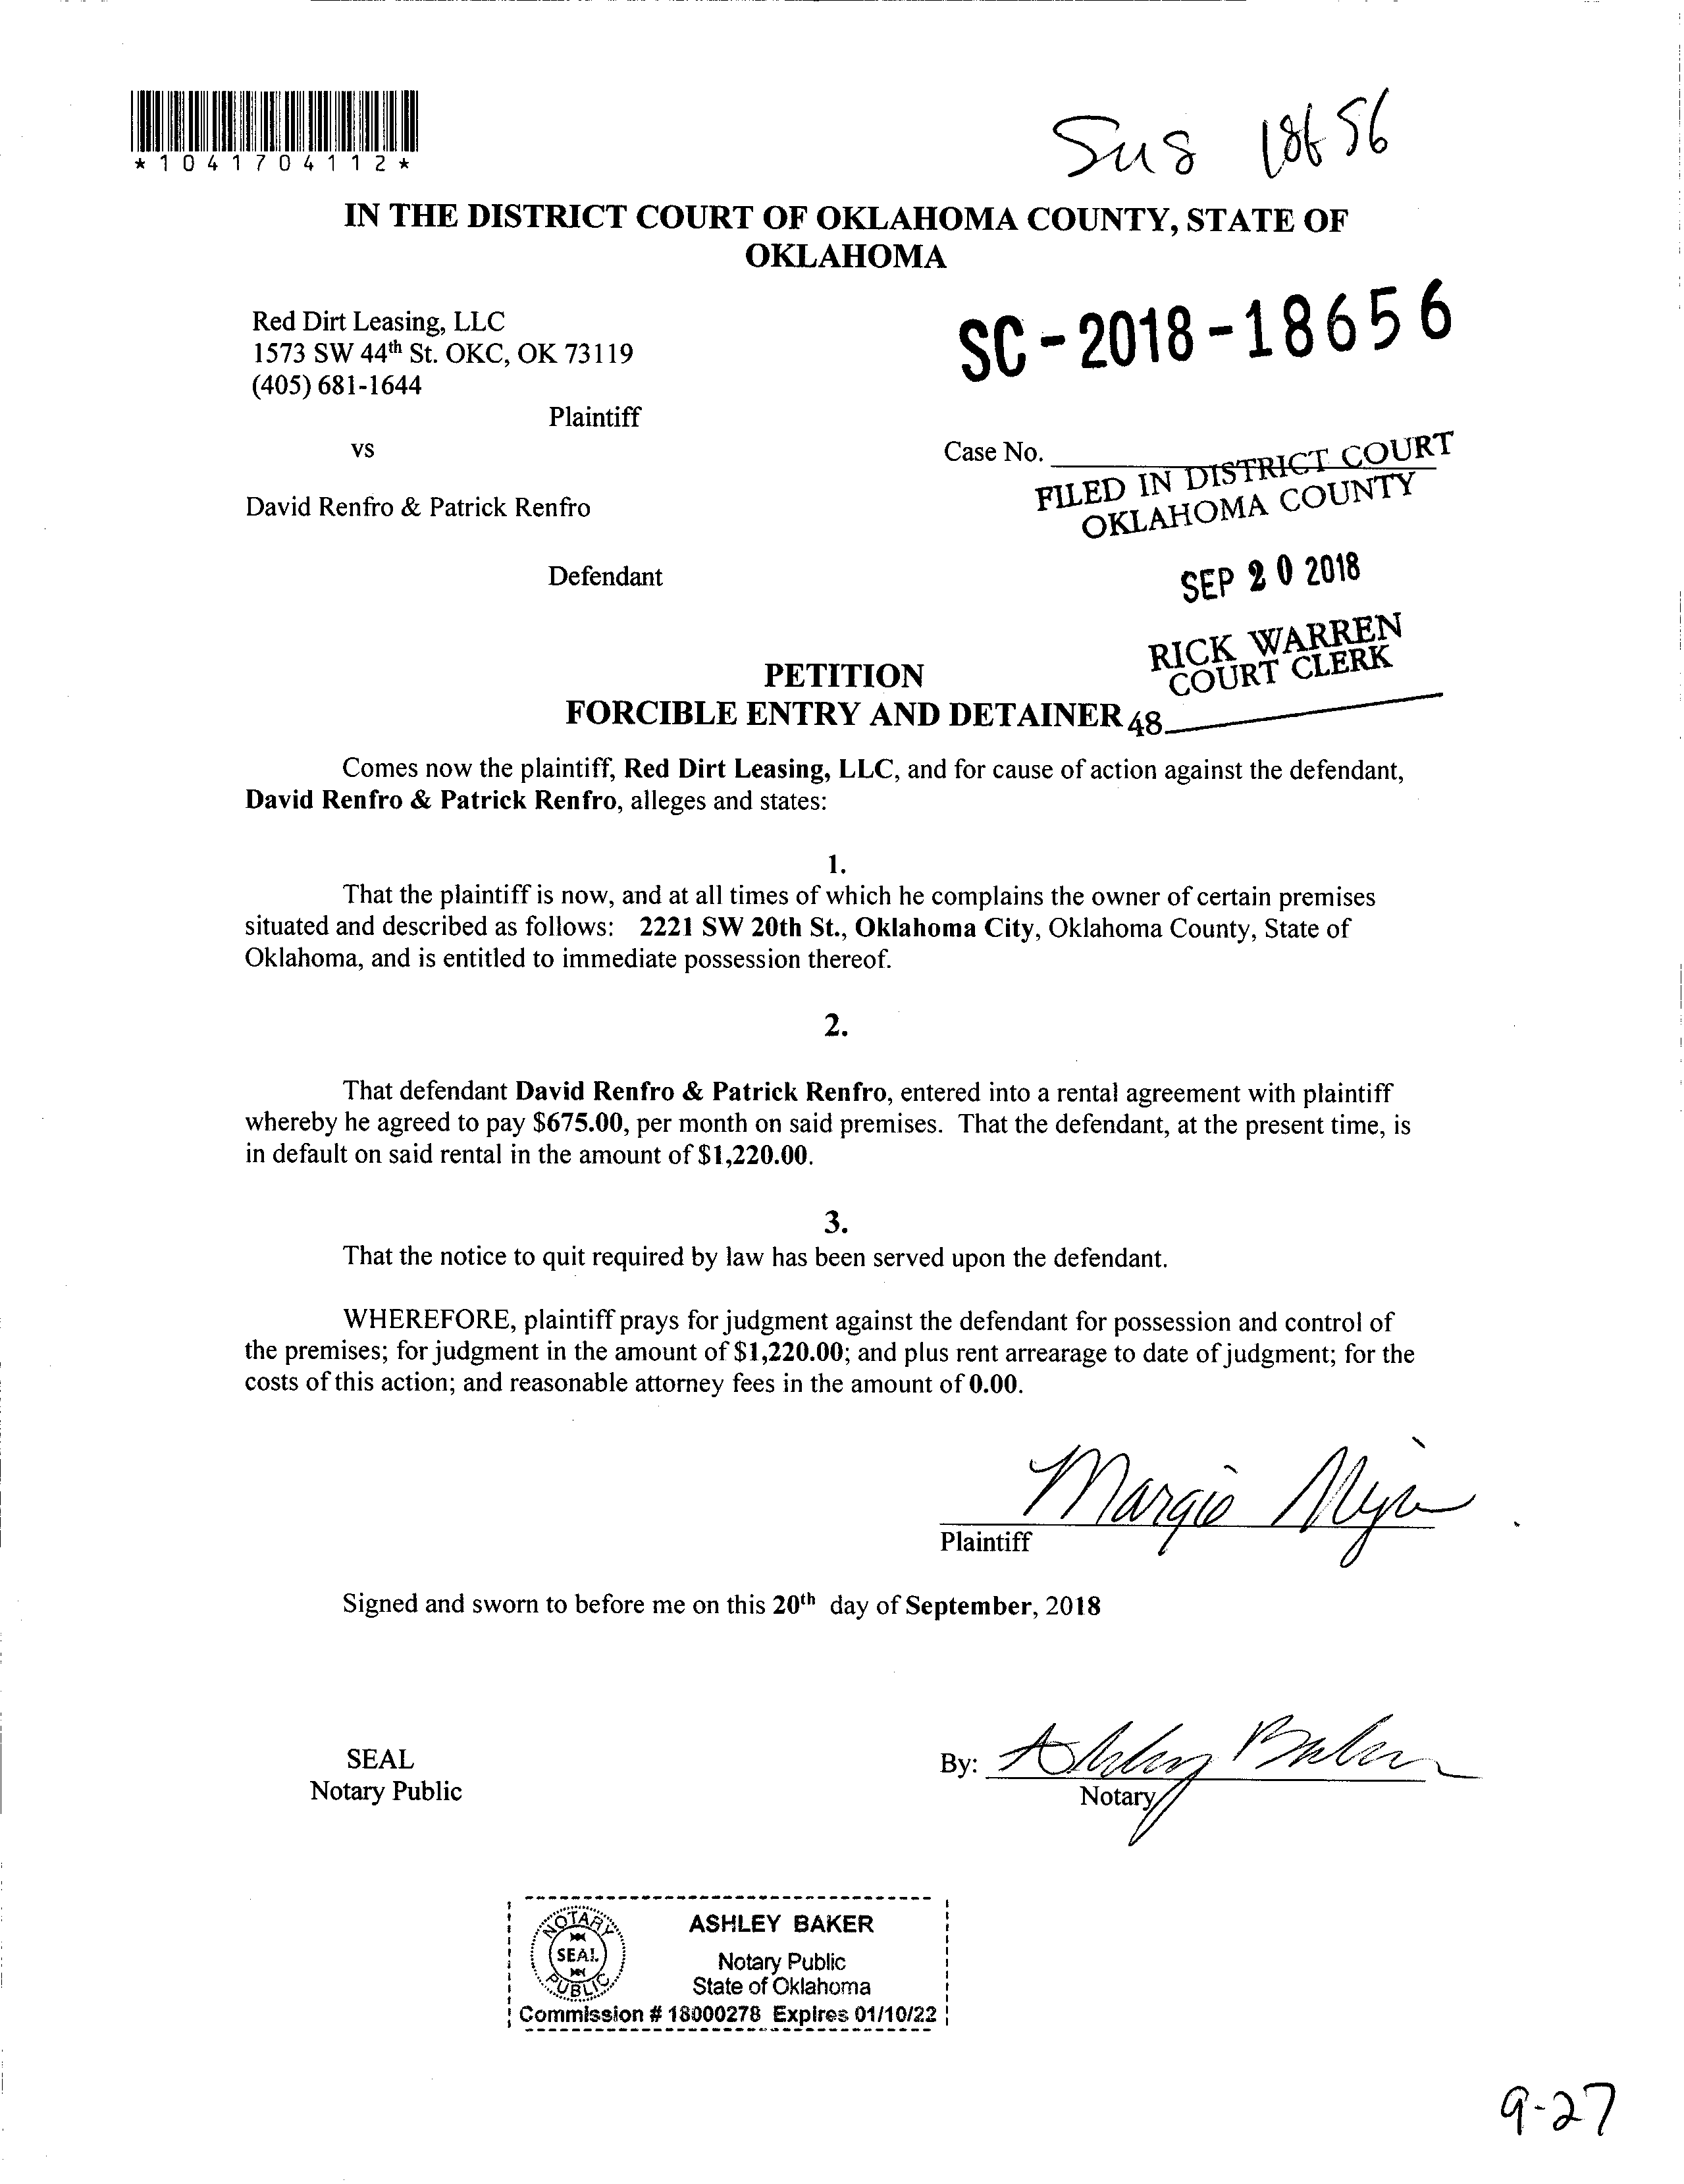 *1041704112*
Sus 18656
IN THE DISTRICT COURT OF OKLAHOMA COUNTY, STATE OF
OKLAHOMA
Red Dirt Leasing, LLC
1573 SW 44th St. OKC, OK 73119
(405) 681-1644
SC-2018-18656
Plaintiff
vs
Case No.
FILED IN DISTRICT COURT
OKLAHOMA COUNTY
David Renfro & Patrick Renfro
Defendant
SEP 20 2018
RICK WARREN
COURT CLERK
PETITION
FORCIBLE ENTRY AND DETAINER
48
Comes now the plaintiff, Red Dirt Leasing, LLC, and for cause of action against the defendant,
David Renfro & Patrick Renfro, alleges and states:
1.
That the plaintiff is now, and at all times of which he complains the owner of certain premises
situated and described as follows: 2221 SW 20th St., Oklahoma City, Oklahoma County, State of
Oklahoma, and is entitled to immediate possession thereof.
2.
That defendant David Renfro & Patrick Renfro, entered into a rental agreement with plaintiff
whereby he agreed to pay $675.00, per month on said premises. That the defendant, at the present time, is
in default on said rental in the amount of $1,220.00.
3.
That the notice to quit required by law has been served upon the defendant.
WHEREFORE, plaintiff prays for judgment against the defendant for possession and control of
the premises; for judgment in the amount of $1,220.00; and plus rent arrearage to date of judgment; for the
costs of this action; and reasonable attorney fees in the amount of 0.00.
Margie
Plaintiff
Signed and sworn to before me on this 20th day of September, 2018
SEAL
Notary Public
By: Ashley Baker
Notary
NOTARY PUBLIC
SEAL
ASHLEY BAKER
Notary Public
State of Oklahoma
Commission # 18000278 Expires 01/10/22
9-27